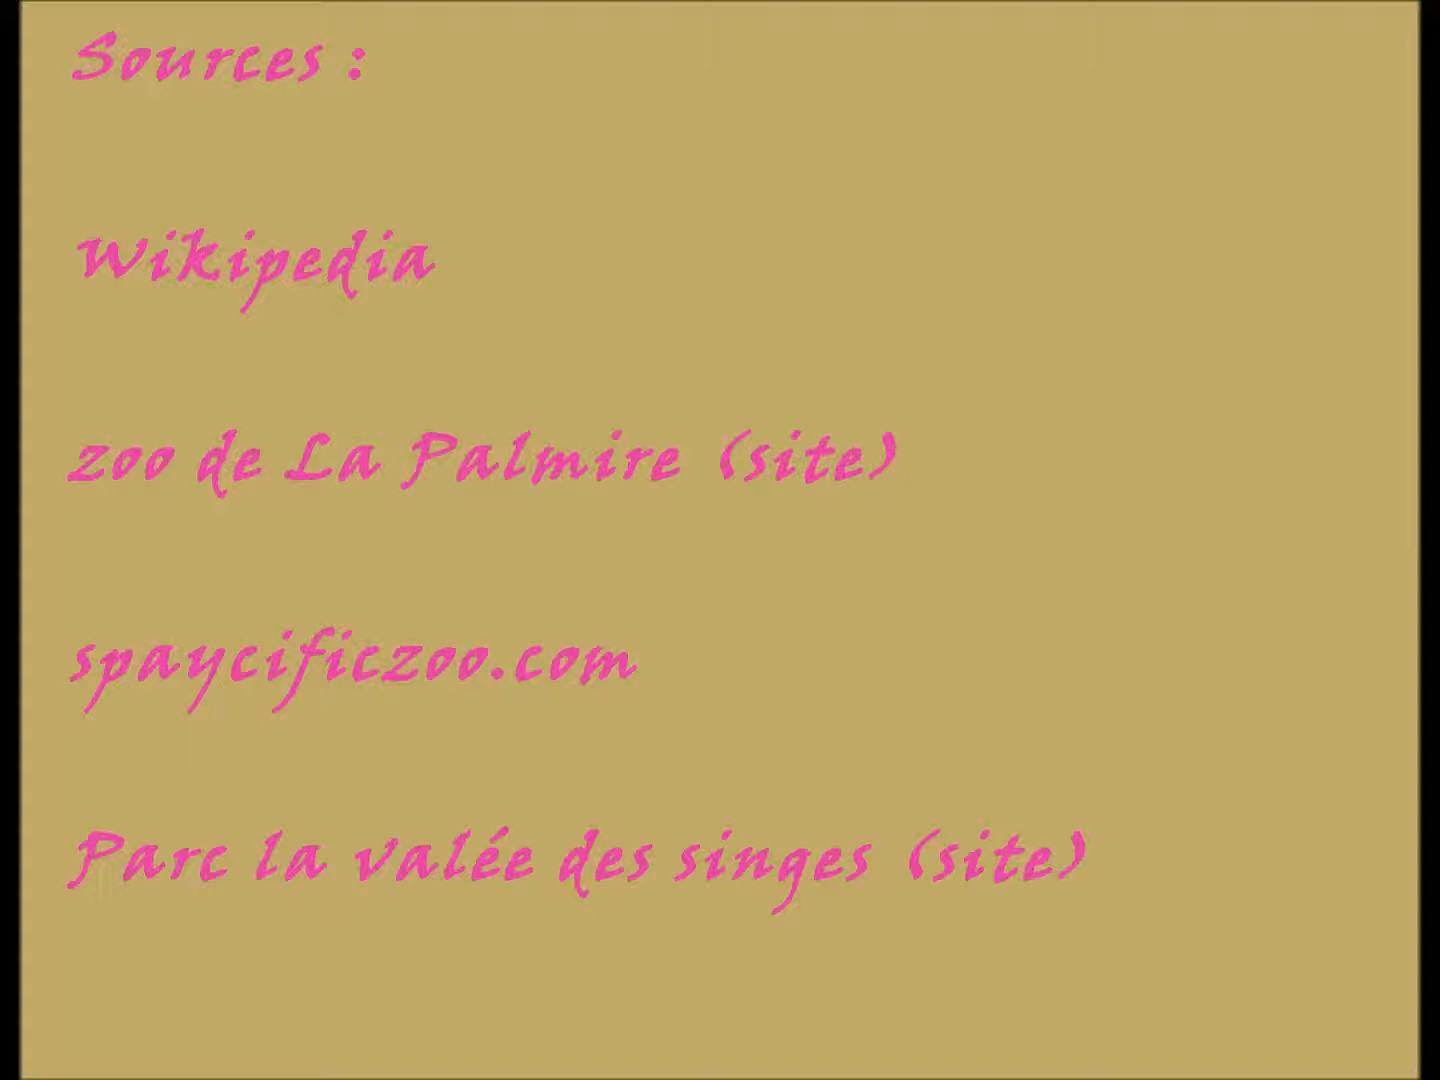 Sources :
Wikipedia
zoo de La Palmire (site)
spaycificzoo.com
Parc la valée des singes (site)